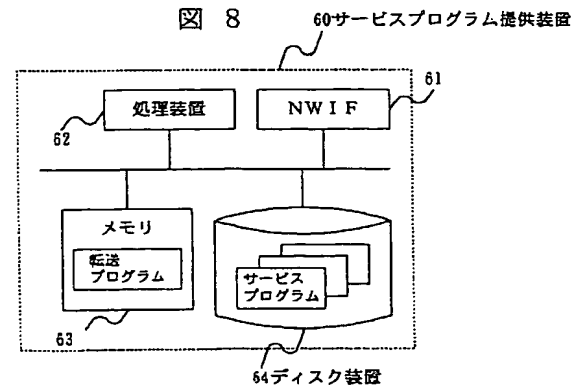 図 8
60サービスプログラム提供装置
61
処理装置
NWIF
62
メモリ
転送
プログラム
サービス
プログラム
63
64ディスク装置